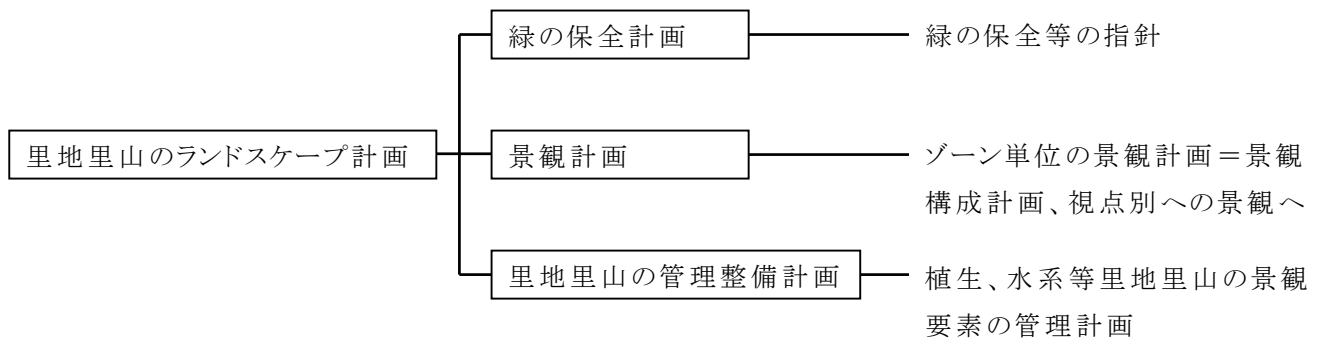 緑の保全計画
緑の保全等の指針
里地里山のランドスケープ計画
景観計画
ゾーン単位の景観計画＝景観
構成計画、視点別への景観へ
里地里山の管理整備計画
植生、水系等里地里山の景観
要素の管理計画